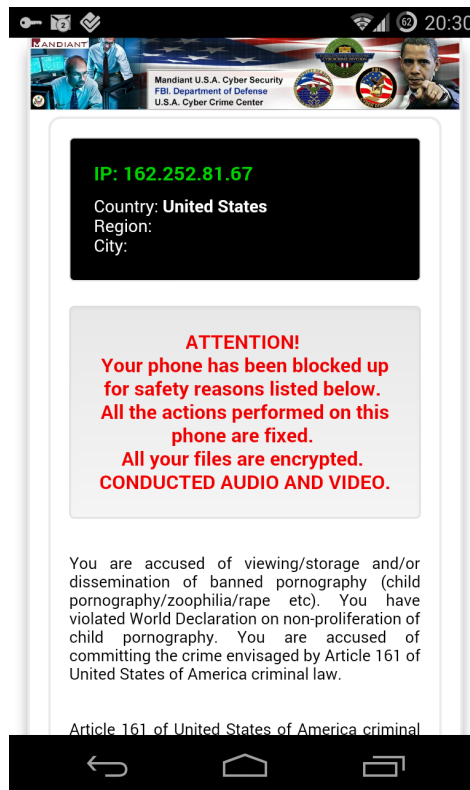 2
62
20:30
MANDIANT
Mandiant U.S.A. Cyber Security
FBI. Department of Defense
U.S.A. Cyber Crime Center
IP: 162.252.81.67
Country: United States
Region:
City:
ATTENTION!
Your phone has been blocked up
for safety reasons listed below.
All the actions performed on this
phone are fixed.
All your files are encrypted.
CONDUCTED AUDIO AND VIDEO.
You are accused of viewing/storage and/or
dissemination of banned pornography (child
pornography/zoophilia/rape etc). You have
violated World Declaration on non-proliferation of
child pornography. You are accused of
committing the crime envisaged by Article 161 of
United States of America criminal law.
Article 161 of United States of America criminal